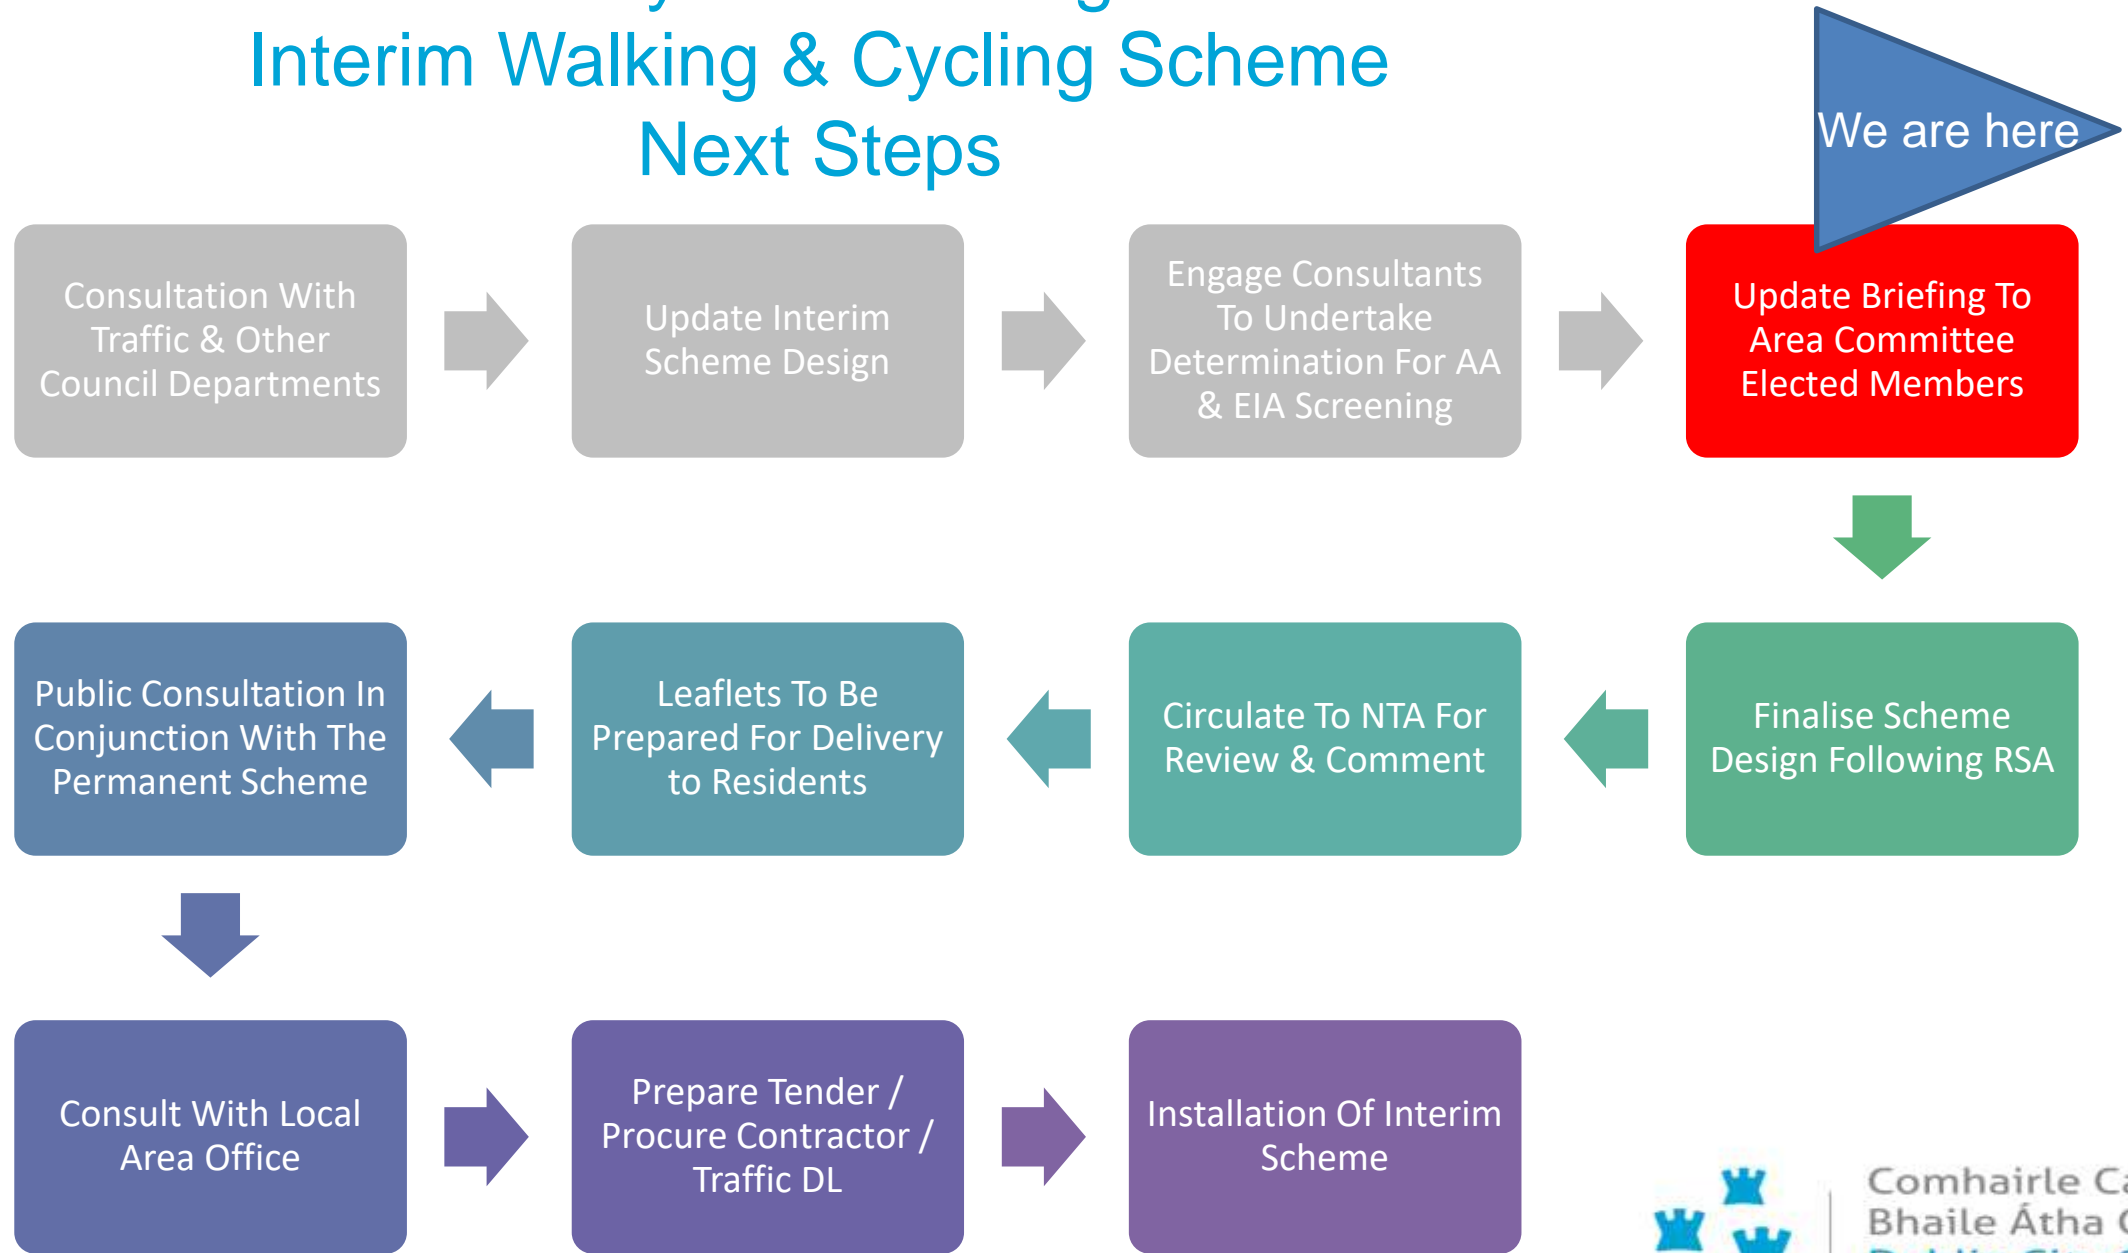 Interim Walking & Cycling Scheme
Next Steps
We are here
Consultation With
Traffic & Other
Council Departments
Update Interim
Scheme Design
Engage Consultants
To Undertake
Determination For AA
& EIA Screening
Update Briefing To
Area Committee
Elected Members
Finalise Scheme
Design Following RSA
Circulate To NTA For
Review & Comment
Leaflets To Be
Prepared For Delivery
to Residents
Public Consultation In
Conjunction With The
Permanent Scheme
Consult With Local
Area Office
Prepare Tender /
Procure Contractor /
Traffic DL
Installation Of Interim
Scheme
Comhairle
Bhaile Átha